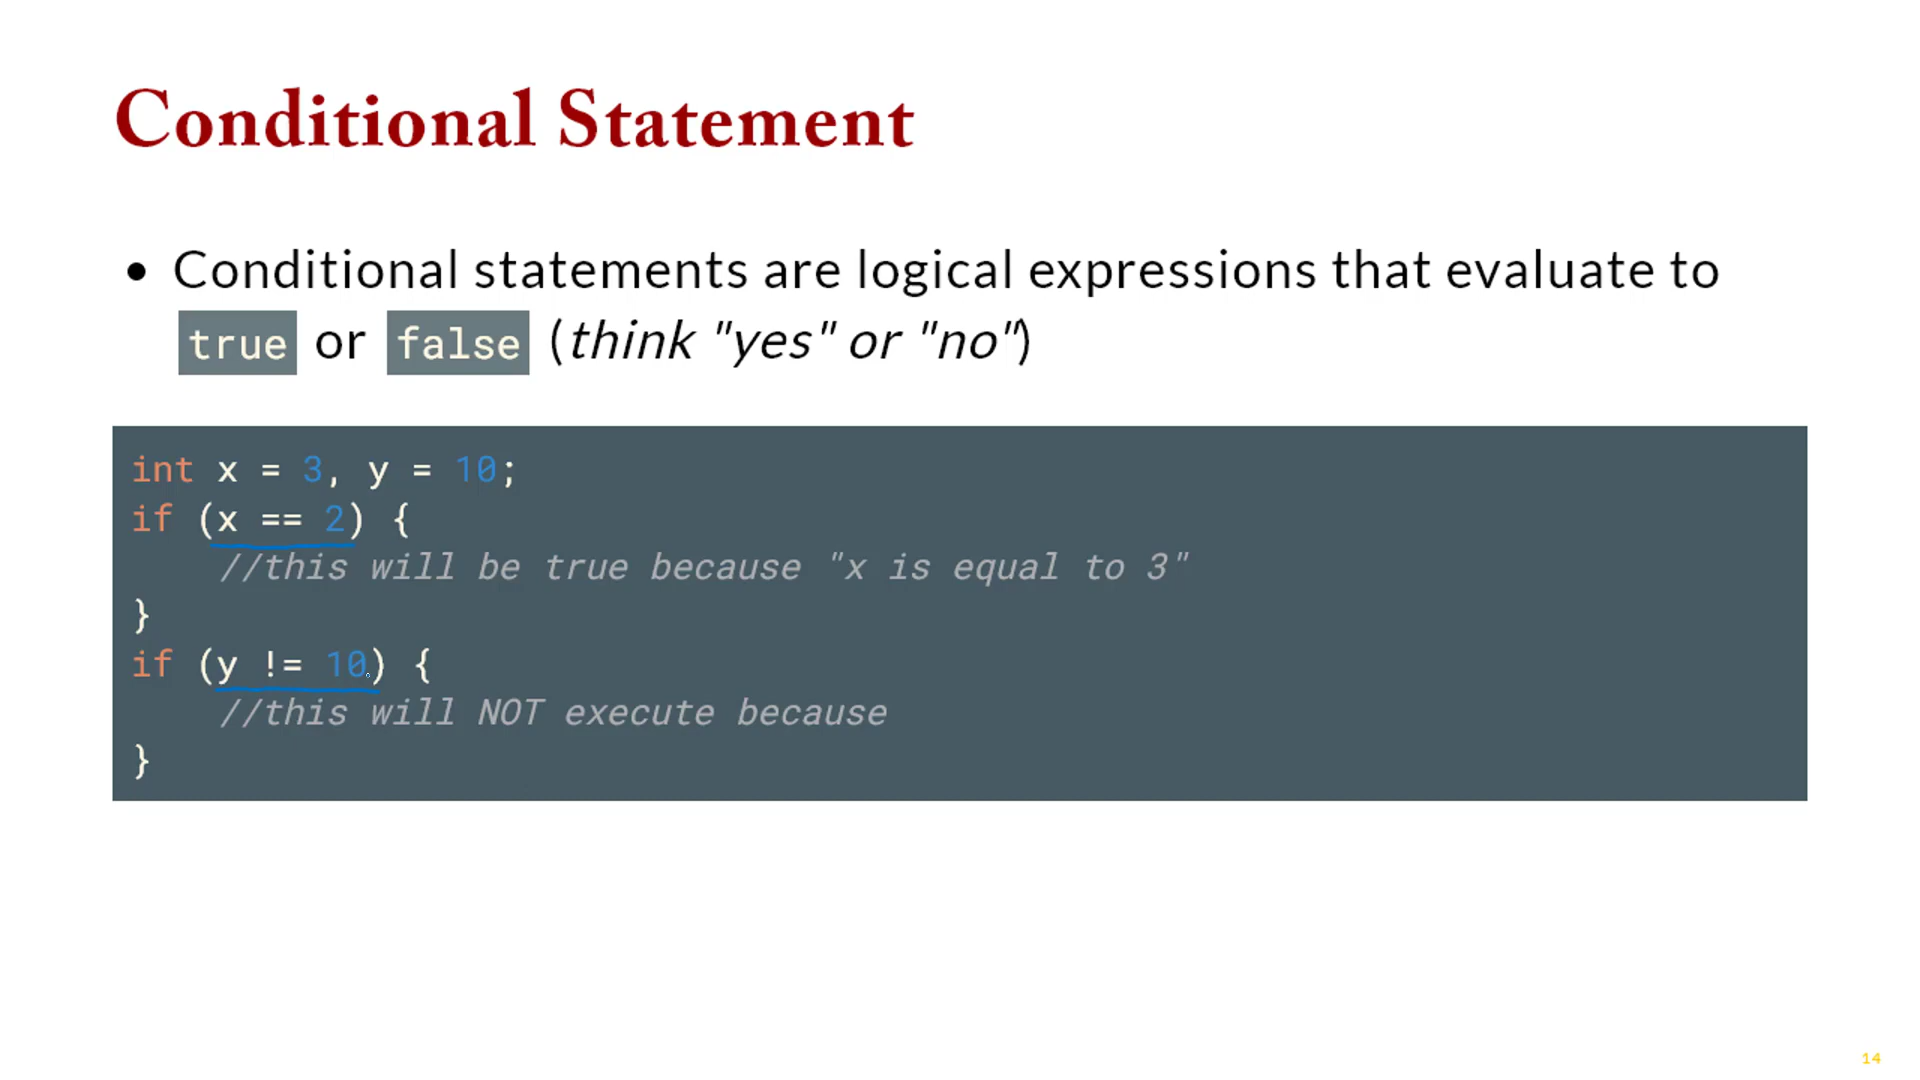 Conditional Statement
• Conditional statements are logical expressions that evaluate to
true or false (think "yes" or "no")
int x = 3, y = 10;
if (x == 2) {
    //this will be true because "x is equal to 3"
}
if (y != 10) {
    //this will NOT execute because
}
14